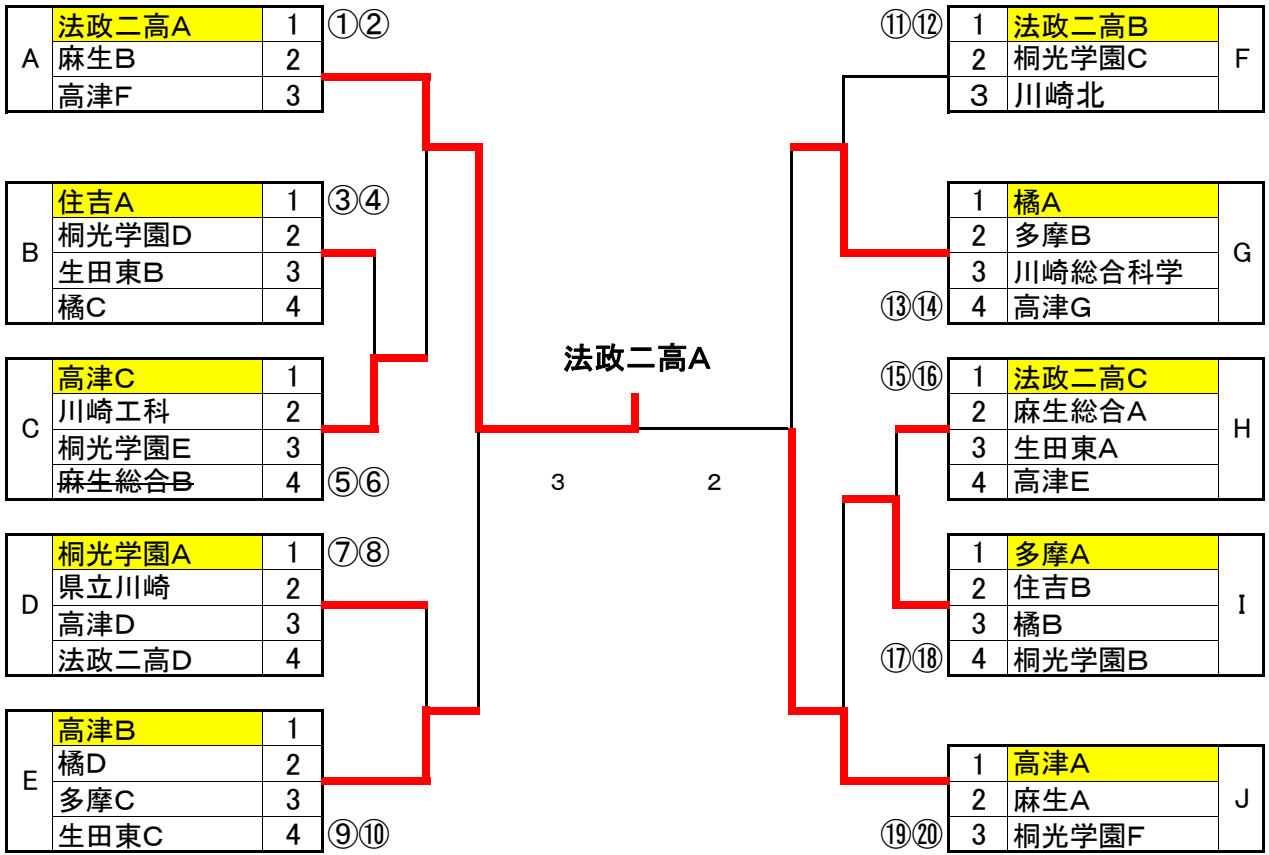 A
法政二高A 1 ①②
麻生B 2
高津F 3
B
住吉A 1 ③④
桐光学園D 2
生田東B 3
橘C 4
C
高津C 1
川崎工科 2
桐光学園E 3
麻生総合B 4 ⑤⑥
D
桐光学園A 1 ⑦⑧
県立川崎 2
高津D 3
法政二高D 4
E
高津B 1
橘D 2
多摩C 3
生田東C 4 ⑨⑩
法政二高A
3 2
F
⑪⑫ 1 法政二高B
2 桐光学園C
3 川崎北
G
1 橘A
2 多摩B
3 川崎総合科学
⑬⑭ 4 高津G
H
⑮⑯ 1 法政二高C
2 麻生総合A
3 生田東A
4 高津E
I
1 多摩A
2 住吉B
3 橘B
⑰⑱ 4 桐光学園B
J
1 高津A
2 麻生A
⑲⑳ 3 桐光学園F